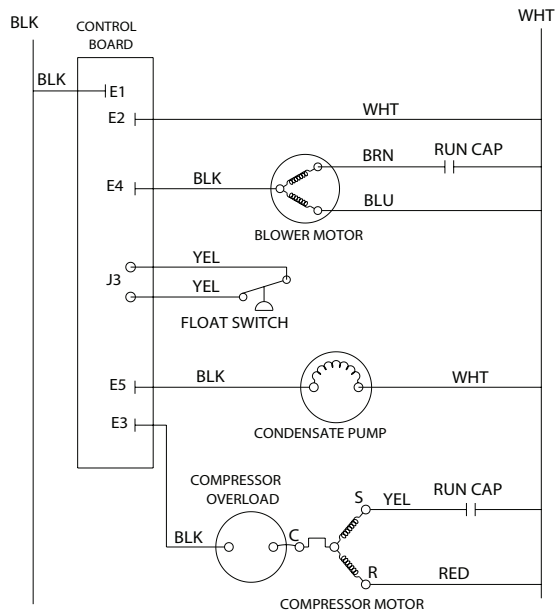 BLK
WHT
CONTROL
BOARD
BLK
E1
E2
WHT
BRN
RUN CAP
E4
BLK
BLU
BLOWER MOTOR
YEL
J3
YEL
FLOAT SWITCH
E5
BLK
WHT
E3
CONDENSATE PUMP
COMPRESSOR
OVERLOAD
S
YEL
RUN CAP
BLK
C
R
RED
COMPRESSOR MOTOR